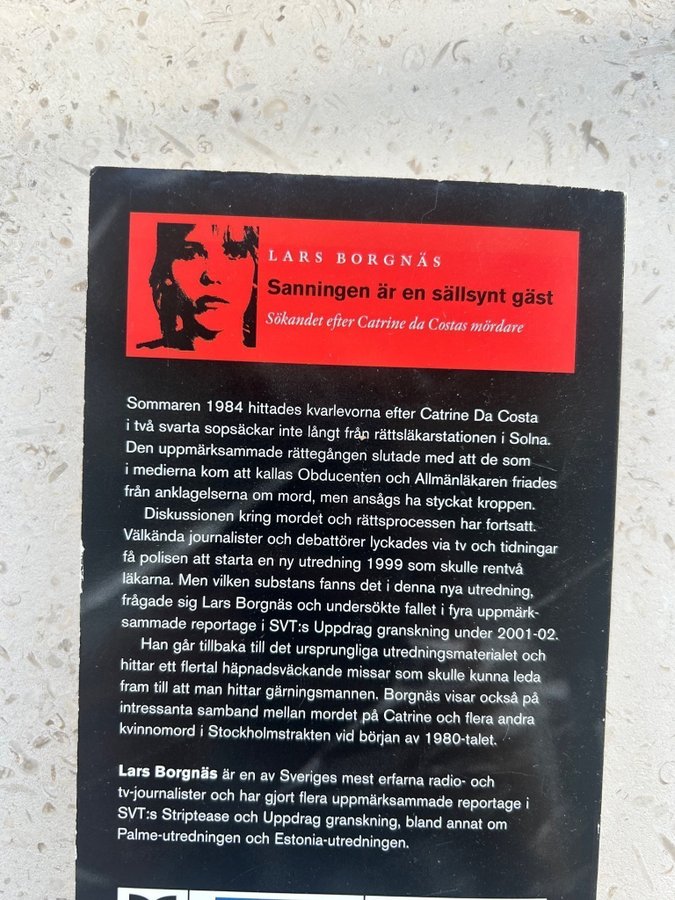 LARS BORGNÄS
Sanningen är en sällsynt gäst
Sökandet efter Catrine da Costas mördare
Sommaren 1984 hittades kvarlevorna efter Catrine Da Costa
i två svarta sopsäckar inte långt från rättsläkarstationen i Solna.
Den uppmärksammade rättegången slutade med att de som
i medierna kom att kallas Obducenten och Allmänläkaren friades
från anklagelserna om mord, men ansågs ha styckat kroppen.
Diskussionen kring mordet och rättsprocessen har fortsatt.
Välkända journalister och debattörer lyckades via tv och tidningar
få polisen att starta en ny utredning 1999 som skulle rentvå
läkarna. Men vilken substans fanns det i denna nya utredning,
frågade sig Lars Borgnäs och undersökte fallet i fyra uppmärk-
sammade reportage i SVT:s Uppdrag granskning under 2001-02.
Han går tillbaka till det ursprungliga utredningsmaterialet och
hittar ett flertal häpnadsväckande missar som skulle kunna leda
fram till att man hittar gärningsmannen. Borgnäs visar också på
intressanta samband mellan mordet på Catrine och flera andra
kvinnomord i Stockholmstrakten vid början av 1980-talet.
Lars Borgnäs är en av Sveriges mest erfarna radio- och
tv-journalister och har gjort flera uppmärksammade reportage i
SVT:s Striptease och Uppdrag granskning, bland annat om
Palme-utredningen och Estonia-utredningen.